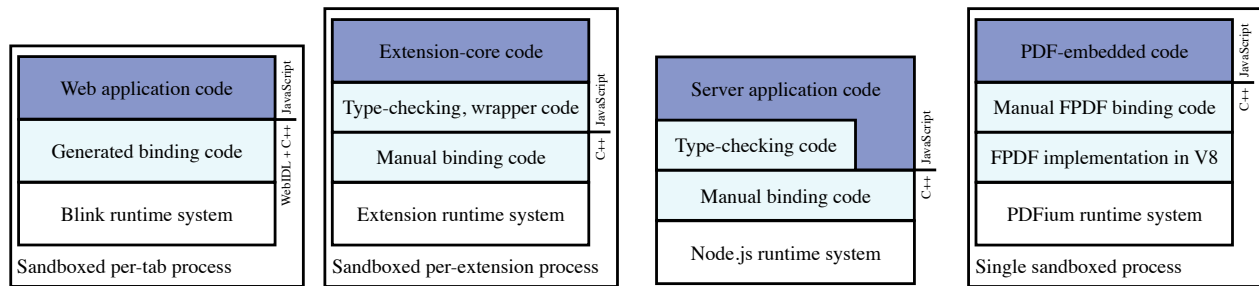 Web application code
Generated binding code
Blink runtime system
Sandboxed per-tab process
JavaScript
WebIDL + C++
Extension-core code
Type-checking, wrapper code
Manual binding code
Extension runtime system
Sandboxed per-extension process
JavaScript
C++
Server application code
Type-checking code
Manual binding code
Node.js runtime system
JavaScript
C++
PDF-embedded code
Manual FPDF binding code
FPDF implementation in V8
PDFium runtime system
Single sandboxed process
JavaScript
C++